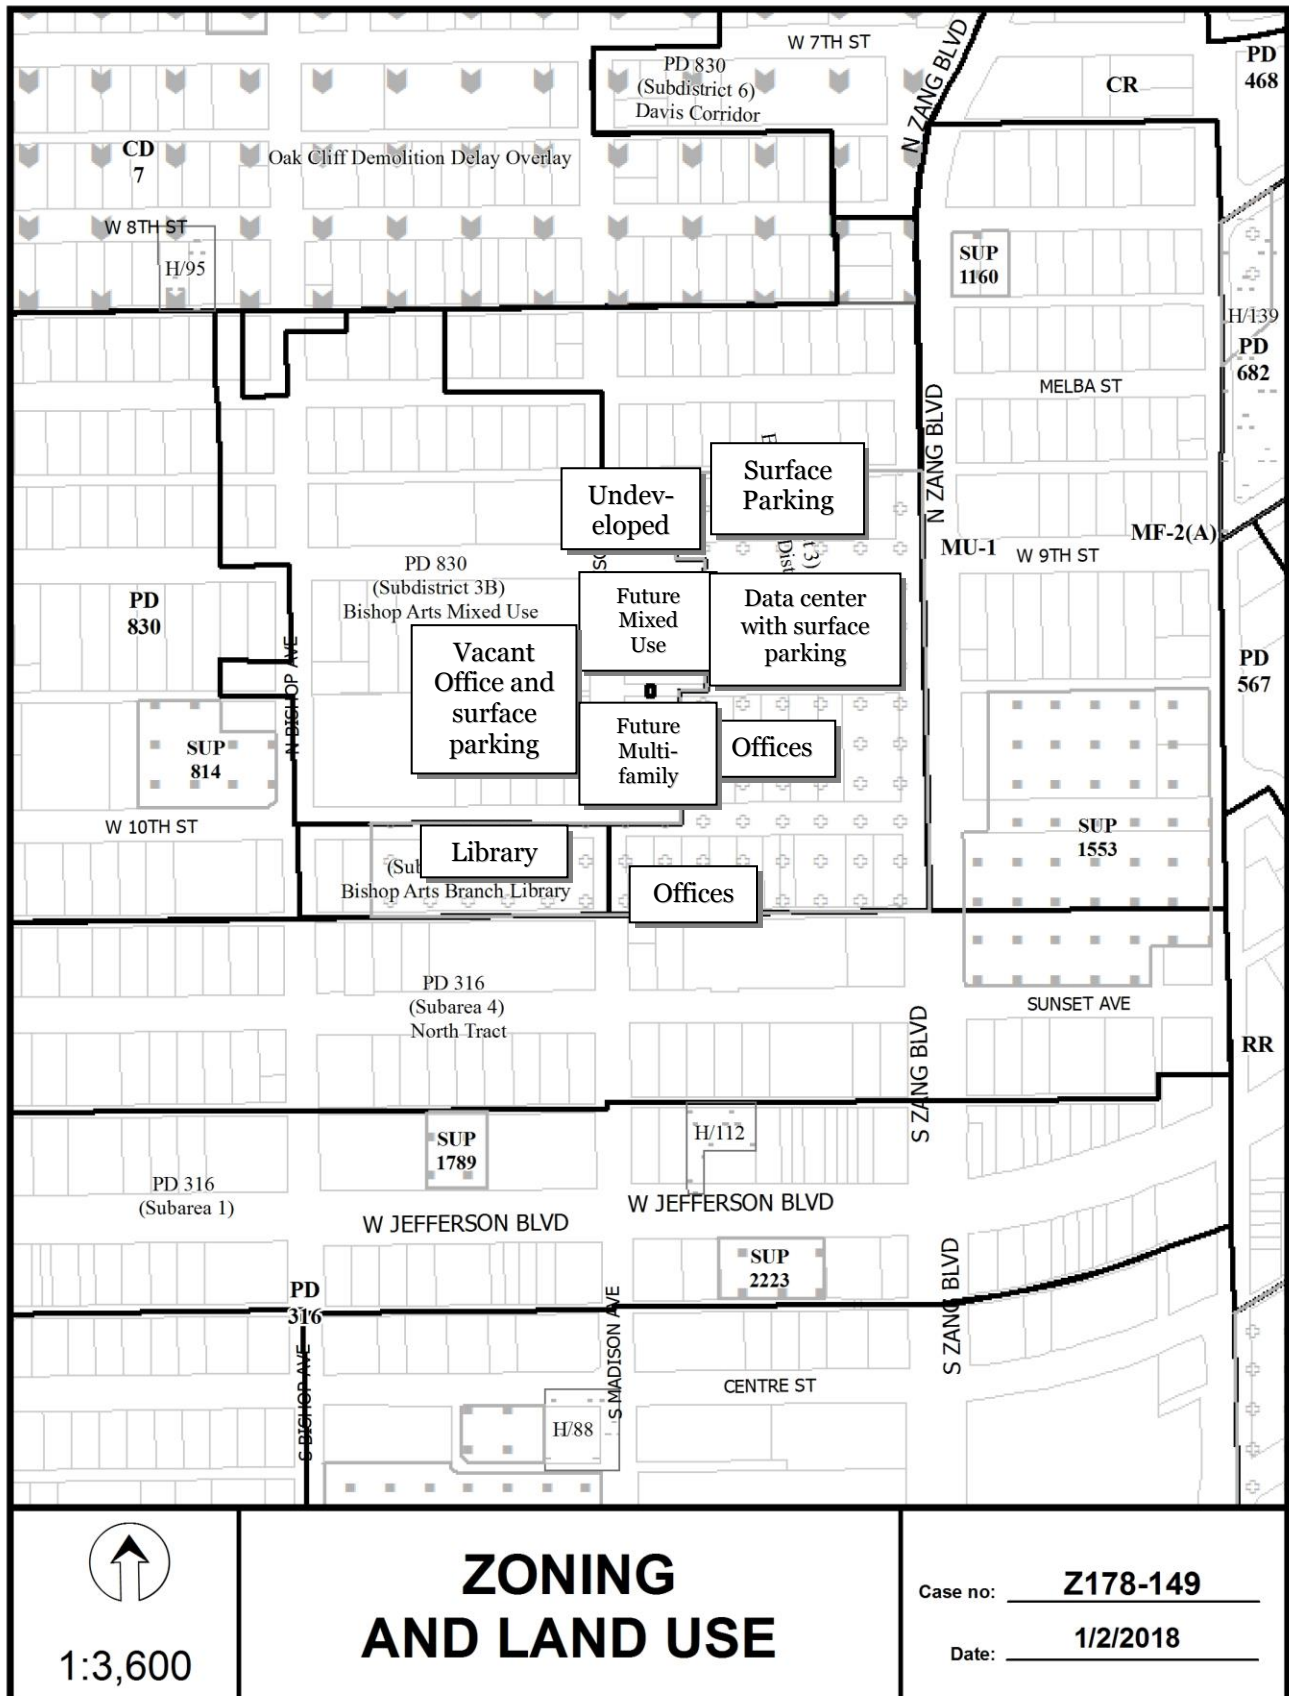 W 7TH ST
N ZANG BLVD
PD
468
PD 830
(Subdistrict 6)
Davis Corridor
CR
CD
7
Oak Cliff Demolition Delay Overlay
W 8TH ST
H/95
SUP
1160
H/139
PD
682
MELBA ST
N ZANG BLVD
Surface
Parking
Undev-
eloped
t 3)
Dist
MU-1
MF-2(A)
W 9TH ST
PD 830
(Subdistrict 3B)
Bishop Arts Mixed Use
PD
830
Future
Mixed
Use
Data center
with surface
parking
Vacant
Office and
surface
parking
N BISHOP AVE
PD
567
SUP
814
Future
Multi-
family
Offices
W 10TH ST
SUP
1553
Library
(Sub
Bishop Arts Branch Library
Offices
PD 316
(Subarea 4)
North Tract
SUNSET AVE
S ZANG BLVD
RR
SUP
1789
H/112
PD 316
(Subarea 1)
W JEFFERSON BLVD
W JEFFERSON BLVD
SUP
2223
S ZANG BLVD
PD
316
S BISHOP AVE
S MADISON AVE
CENTRE ST
H/88
1:3,600
ZONING
AND LAND USE
Case no: Z178-149
Date: 1/2/2018